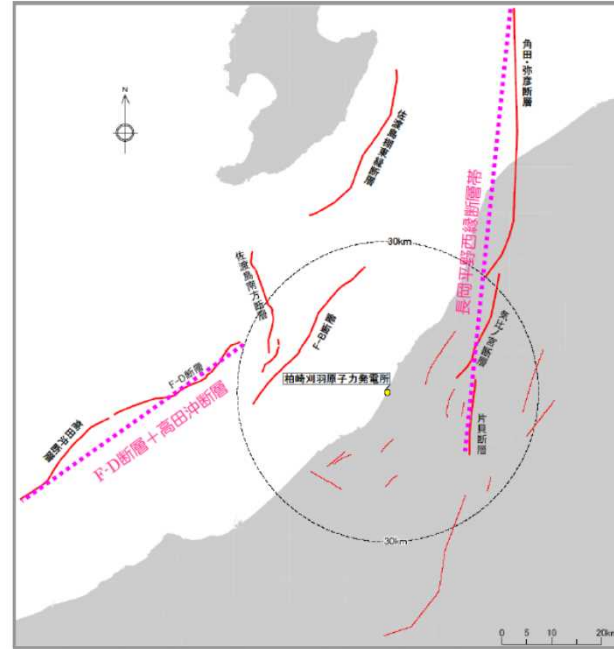 N
角田・弥彦断層
佐渡島棚東縁断層
長岡平野西縁断層帯
30km
佐渡島南方断層
F-B断層
気比ノ宮断層
F-D断層
柏崎刈羽原子力発電所
高田沖断層
F-D断層+高田沖断層
片貝断層
30km
0 5 10 20km